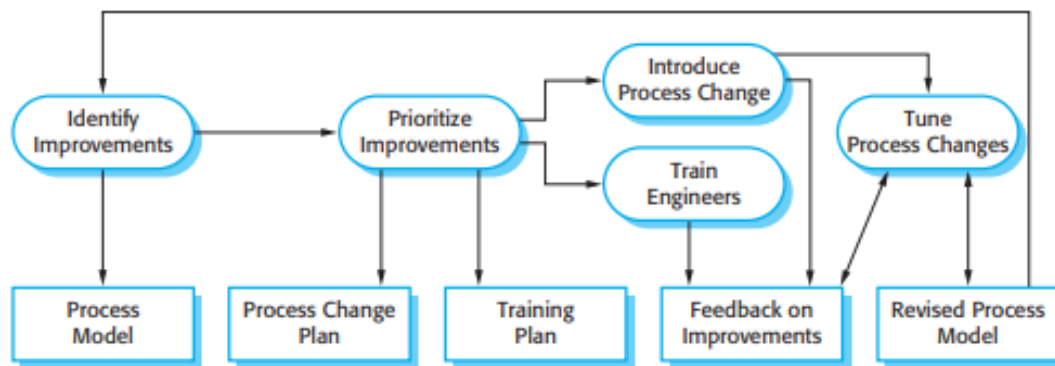 Identify
Improvements
Prioritize
Improvements
Introduce
Process Change
Train
Engineers
Tune
Process Changes
Process
Model
Process Change
Plan
Training
Plan
Feedback on
Improvements
Revised Process
Model